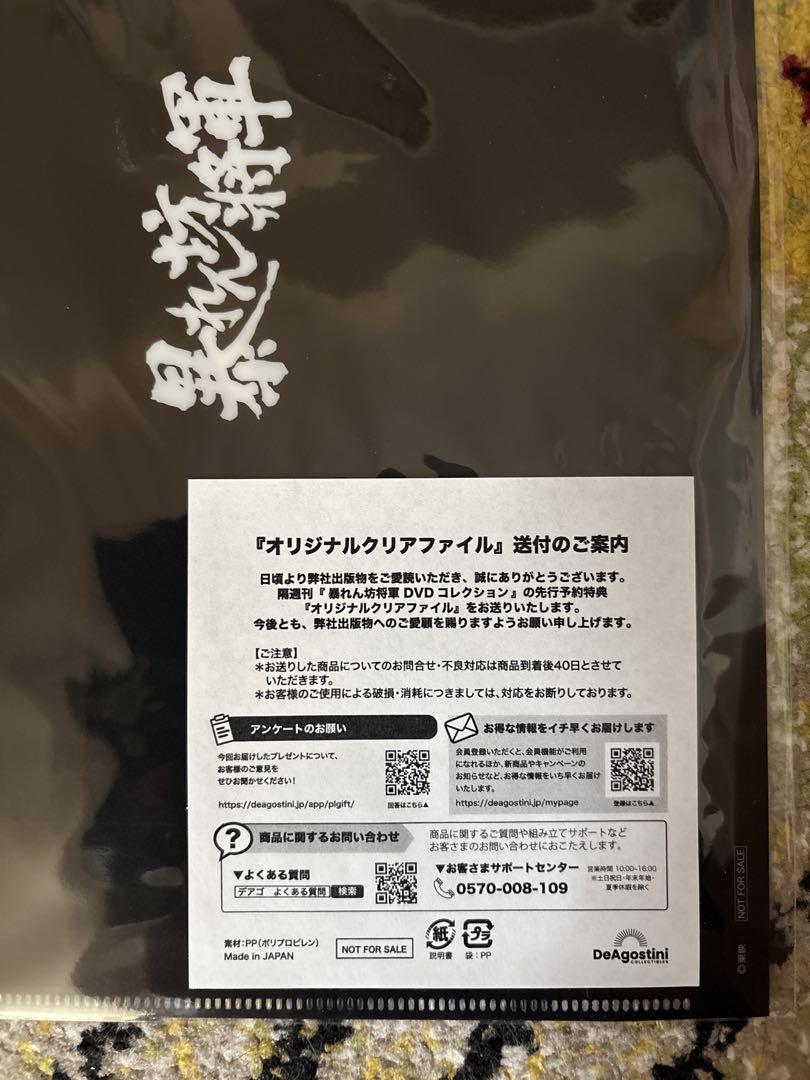 暴れん坊将軍
『オリジナルクリアファイル』送付のご案内
日頃より弊社出版物をご愛読いただき、誠にありがとうございます。
隔週刊『 暴れん坊将軍 DVD コレクション 』の先行予約特典
『オリジナルクリアファイル』をお送りいたします。
今後とも、弊社出版物へのご愛顧を賜りますようお願い申し上げます。
【ご注意】
＊お送りした商品についてのお問合せ・不良対応は商品到着後40日とさせて
いただきます。
＊お客様のご使用による破損・消耗につきましては、対応をお断りしております。
アンケートのお願い
今回お届けしたプレゼントについて、
お客様のご意見を
ぜひお聞かせください！
https://deagostini.jp/app/plgift/
回答はこちら▲
お得な情報をイチ早くお届けします
会員登録いただくと、会員機能がご利用
になれるほか、新商品やキャンペーンの
お知らせなど、お得な情報をいち早くお届け
いたします。
https://deagostini.jp/mypage
登録はこちら▲
? 商品に関するお問い合わせ
商品に関するご質問や組み立てサポートなど
お客さまのお問い合わせにおこたえします。
▼よくある質問
デアゴ よくある質問 検索
▼お客さまサポートセンター
0570-008-109
営業時間 10:00~16:00
※土日祝日・年末年始・
夏季休暇を除く
素材：PP（ポリプロピレン）
Made in JAPAN
NOT FOR SALE
紙
説明書
プラ
袋：PP
DeAgostini
COLLECTIBLES
NOT FOR SALE
©東映